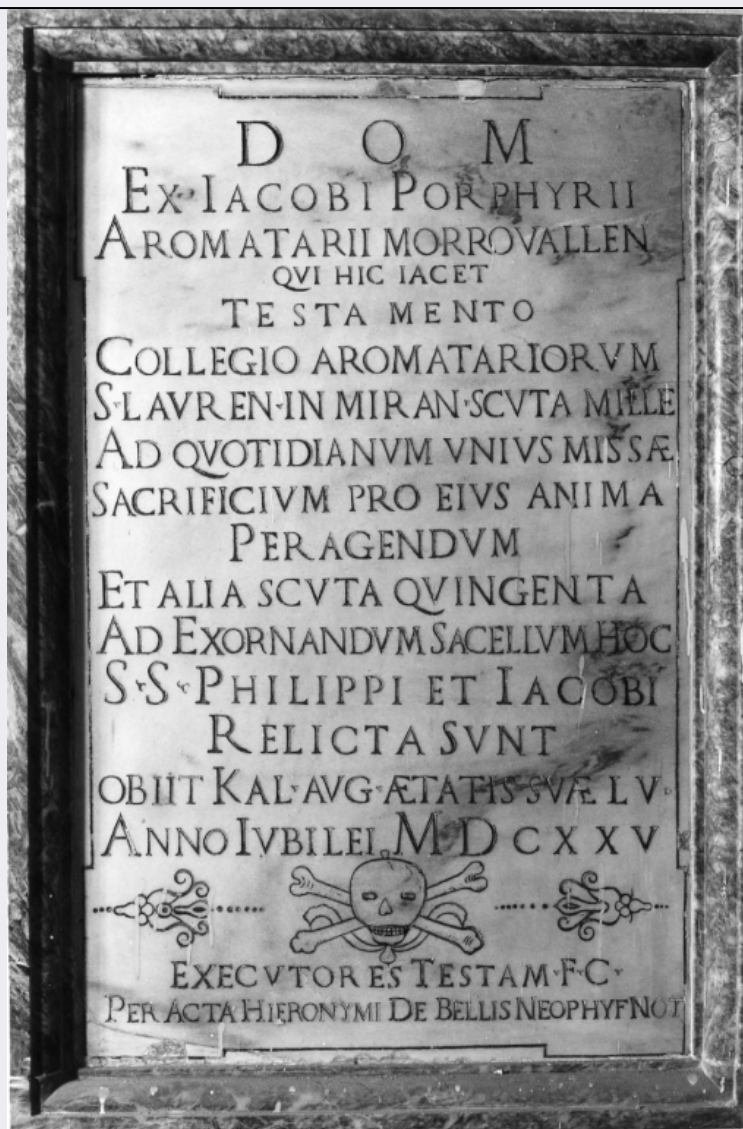 D O M
EX·IACOBI PORPHYRII
AROMATARII MORROVALLEN
QVI HIC IACET
TESTAMENTO
COLLEGIO AROMATARIORVM
S·LAVREN·IN MIRAN·SCVTA MILLE
AD QVOTIDIANVM VNIVS MISSÆ
SACRIFICIVM PRO EIVS ANIMA
PERAGENDVM
ET ALIA SCVTA QVINGENTA
AD EXORNANDVM SACELLVM HOC
S·S·PHILIPPI ET IACOBI
RELICTA SVNT
OBIIT KAL·AVG·ÆTATIS SVÆ LV·
ANNO IVBILEI MDCXXV
EXECVTORES TESTAM·F·C·
PER ACTA HIERONYMI DE BELLIS NEOPHYF NOT